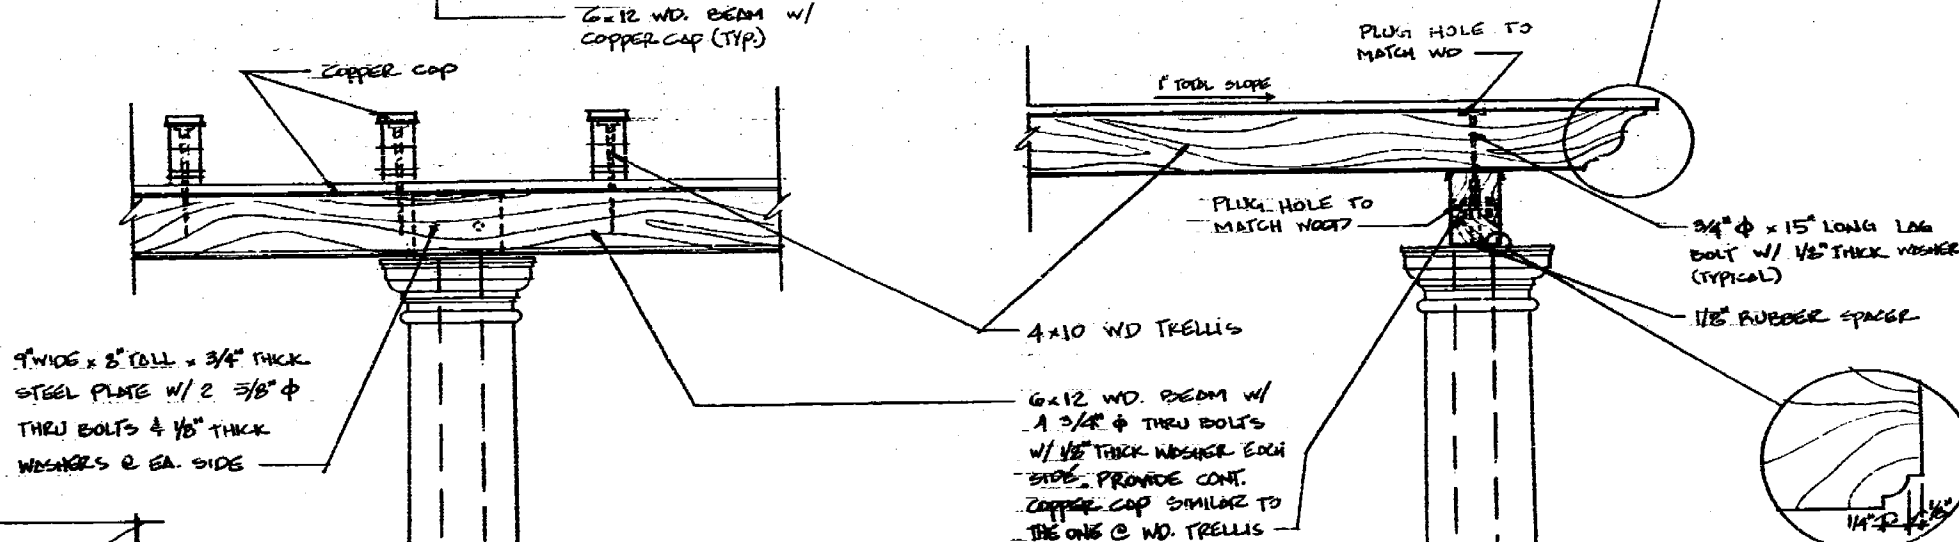 6x12 WD. BEAM W/
COPPER CAP (TYP.)
COPPER CAP
PLUG HOLE TO
MATCH WD
1" TOTAL SLOPE
PLUG HOLE TO
MATCH WOOD
3/4" φ x 15" LONG LAG
BOLT W/ 1/8" THICK WASHER
(TYPICAL)
1/8" RUBBER SPACER
4x10 WD TRELLIS
9" WIDE x 8" TALL x 3/4" THICK
STEEL PLATE W/ 2 5/8" φ
THRU BOLTS & 1/8" THICK
WASHERS @ EA. SIDE
6x12 WD. BEAM W/
3/4" φ THRU BOLTS
W/ 1/8" THICK WASHER EACH
SIDE. PROVIDE CONT.
COPPER CAP SIMILAR TO
THE ONE @ WD. TRELLIS
1/4" R
1/8"